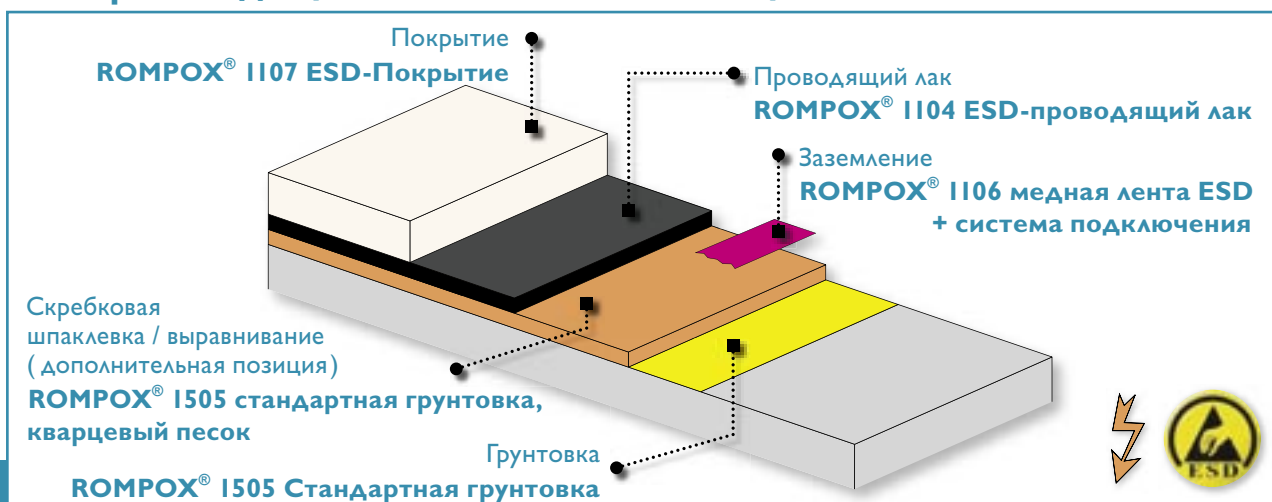 Покрытие
ROMPOX® 1107 ESD-Покрытие
Проводящий лак
ROMPOX® 1104 ESD-проводящий лак
Заземление
ROMPOX® 1106 медная лента ESD
+ система подключения
Скребковая
шпаклевка / выравнивание
( дополнительная позиция )
ROMPOX® 1505 стандартная грунтовка,
кварцевый песок
Грунтовка
ROMPOX® 1505 Стандартная грунтовка
ESD